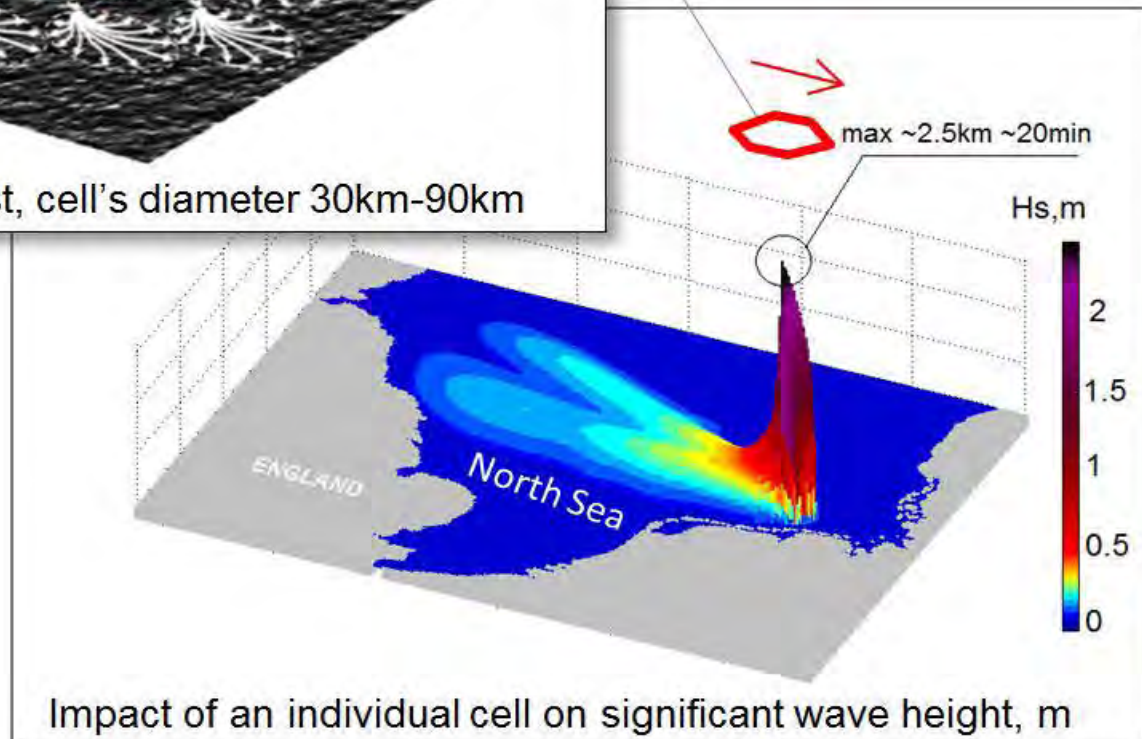 cell's diameter 30km-90km
max ~2.5km ~20min
Hs,m
2
1.5
1
0.5
0
ENGLAND
North Sea
Impact of an individual cell on significant wave height, m